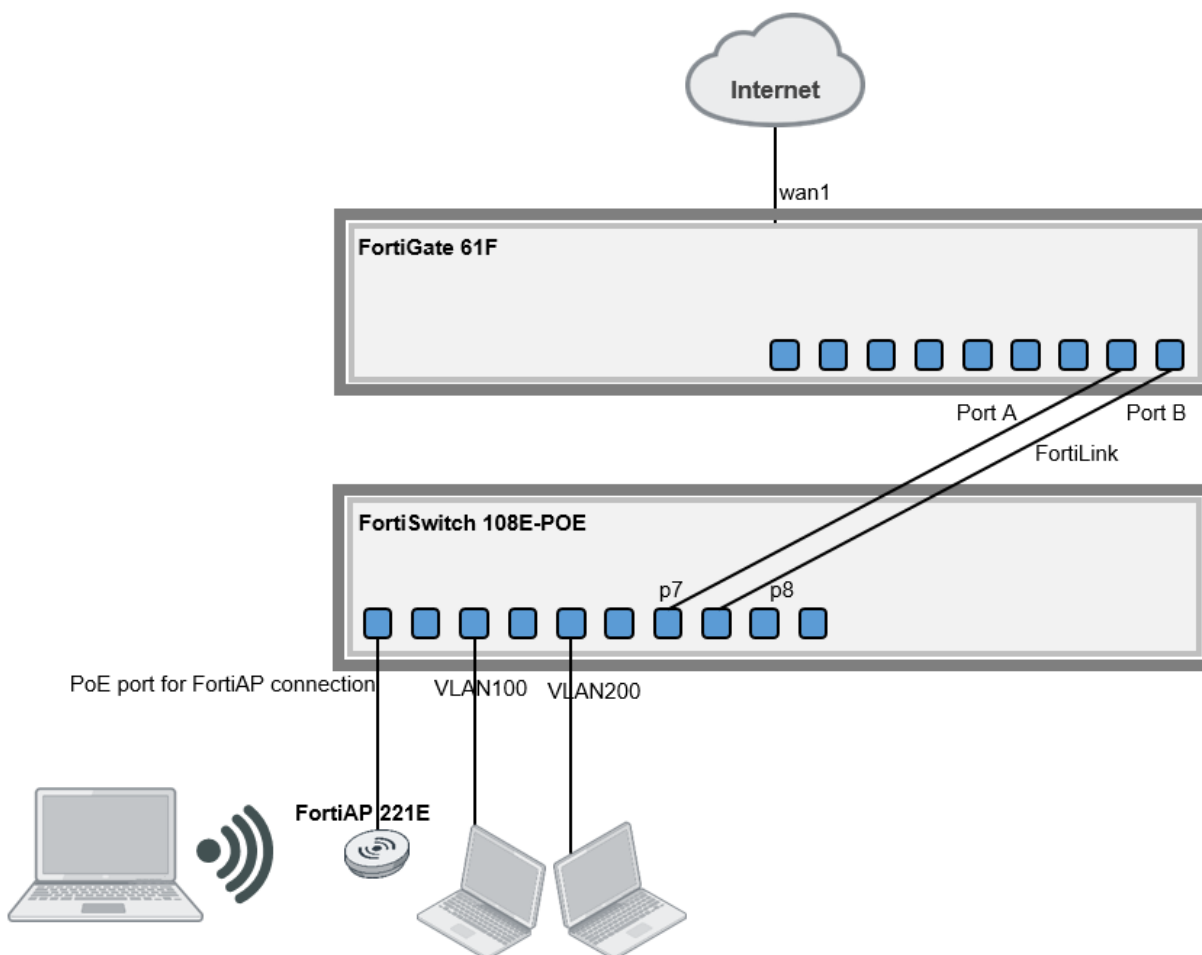 Internet
wan1
FortiGate 61F
Port A
Port B
FortiLink
FortiSwitch 108E-POE
p7
p8
PoE port for FortiAP connection
VLAN100
VLAN200
FortiAP 221E